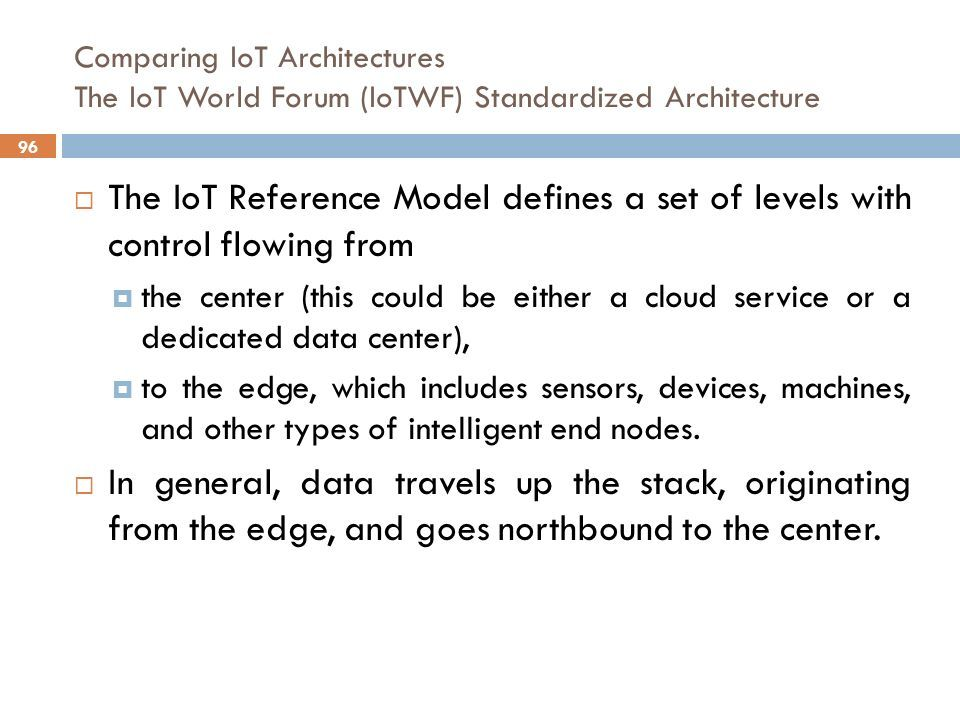 Comparing IoT Architectures
The IoT World Forum (IoTWF) Standardized Architecture
96
The IoT Reference Model defines a set of levels with
control flowing from
the center (this could be either a cloud service or a
dedicated data center),
to the edge, which includes sensors, devices, machines,
and other types of intelligent end nodes.
In general, data travels up the stack, originating
from the edge, and goes northbound to the center.